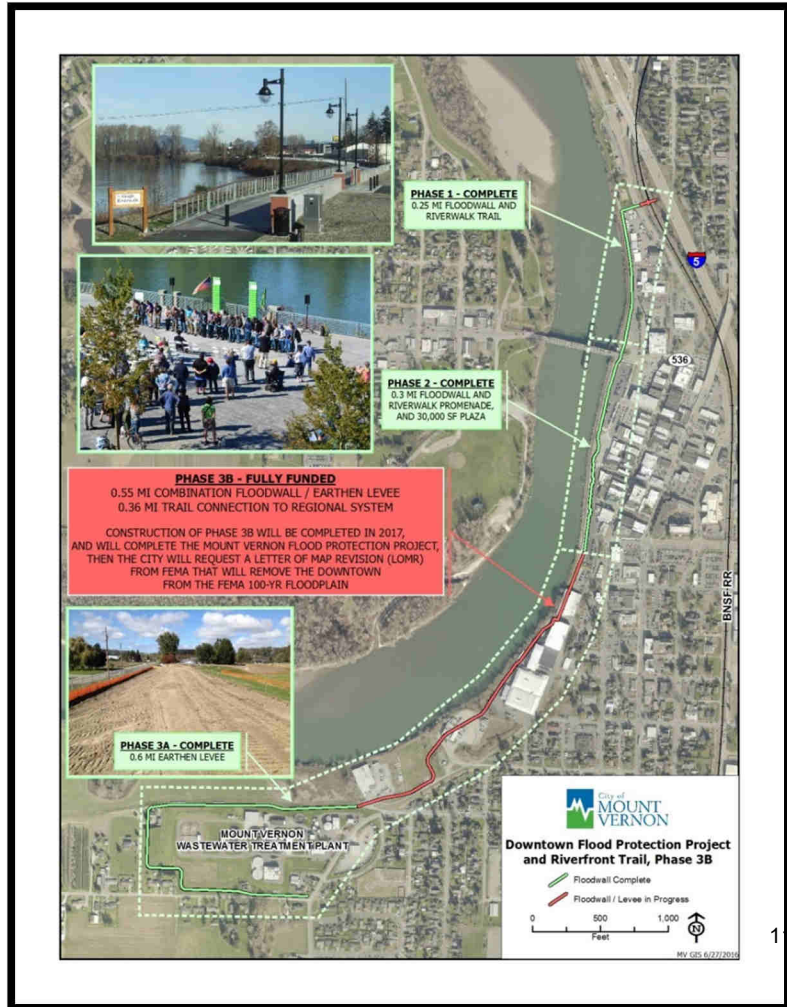 PHASE 1 - COMPLETE
0.25 MI FLOODWALL AND
RIVERWALK TRAIL
5
536
PHASE 2 - COMPLETE
0.3 MI FLOODWALL AND
RIVERWALK PROMENADE,
AND 30,000 SF PLAZA
PHASE 3B - FULLY FUNDED
0.55 MI COMBINATION FLOODWALL / EARTHEN LEVEE
0.36 MI TRAIL CONNECTION TO REGIONAL SYSTEM
CONSTRUCTION OF PHASE 3B WILL BE COMPLETED IN 2017,
AND WILL COMPLETE THE MOUNT VERNON FLOOD PROTECTION PROJECT,
THEN THE CITY WILL REQUEST A LETTER OF MAP REVISION (LOMR)
FROM FEMA THAT WILL REMOVE THE DOWNTOWN
FROM THE FEMA 100-YR FLOODPLAIN
BNSF RR
PHASE 3A - COMPLETE
0.6 MI EARTHEN LEVEE
MOUNT VERNON
WASTEWATER TREATMENT PLANT
City of
MOUNT
VERNON
Downtown Flood Protection Project
and Riverfront Trail, Phase 3B
Floodwall Complete
Floodwall / Levee in Progress
0 500 1,000
Feet
N
MV GIS 6/27/2016